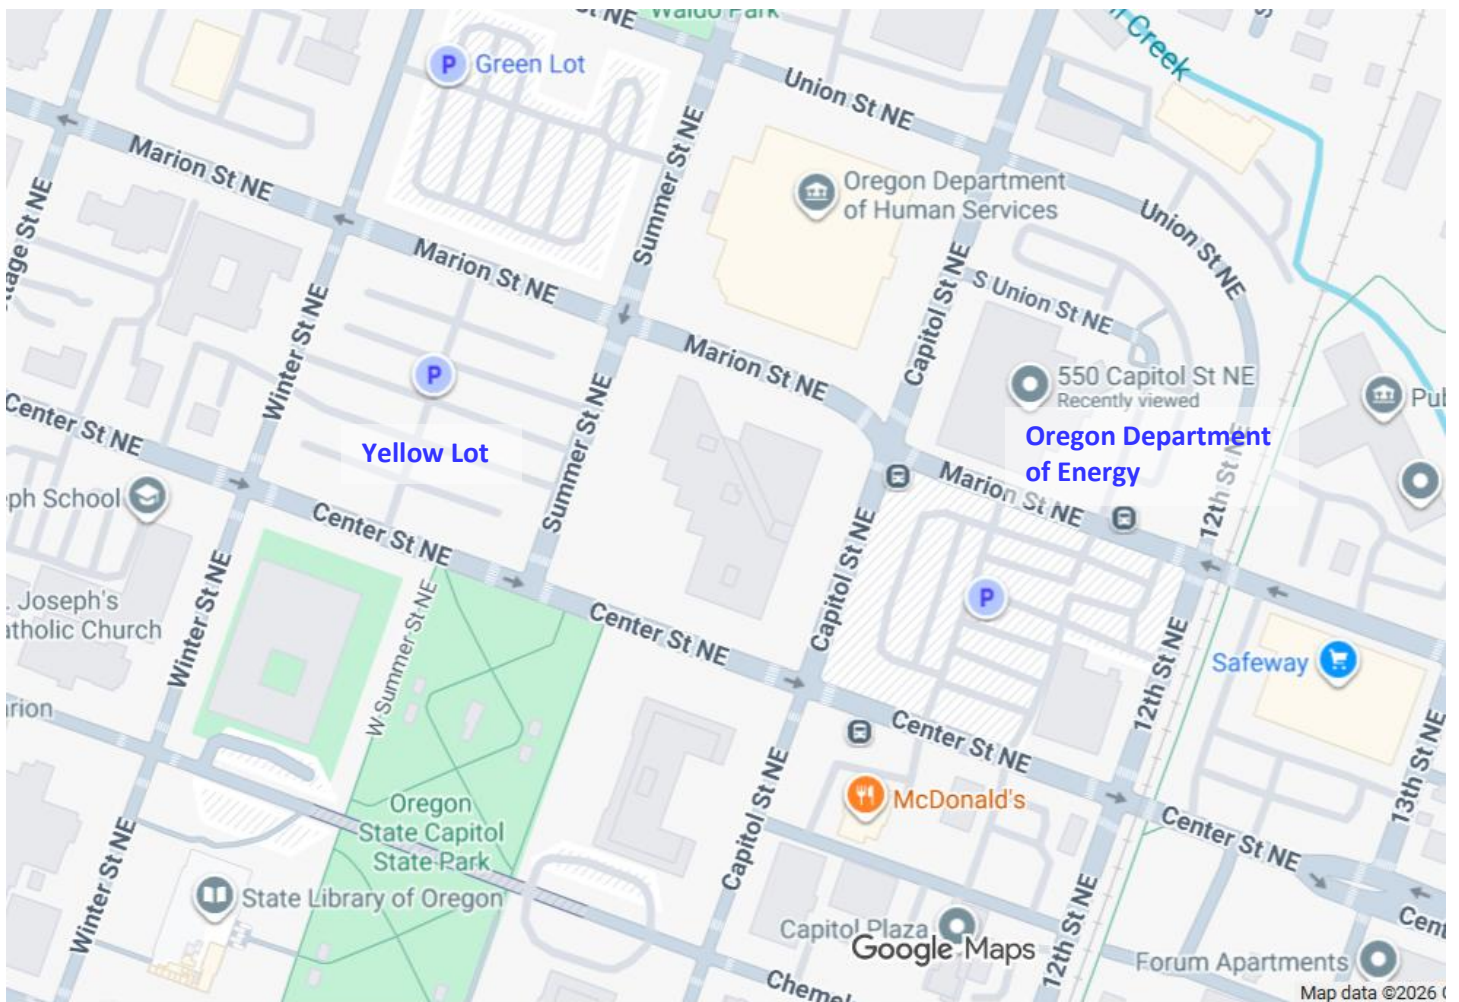 Waldo Park
St NE
Creek
P Green Lot
Union St NE
Marion St NE
Summer St NE
Oregon Department
of Human Services
Union St NE
Marion St NE
S Union St NE
Capitol St NE
Winter St NE
P
Marion St NE
550 Capitol St NE
Recently viewed
Center St NE
Yellow Lot
Oregon Department
of Energy
Summer St NE
Marion St NE
12th St NE
Center St NE
Capitol St NE
P
Joseph's
Catholic Church
Winter St NE
W Summer St NE
Center St NE
12th St NE
Safeway
Center St NE
13th St NE
Oregon
State Capitol
State Park
McDonald's
Capitol St NE
Center St NE
Winter St NE
State Library of Oregon
12th St NE
Capitol Plaza
Google Maps
Forum Apartments
Map data ©2026